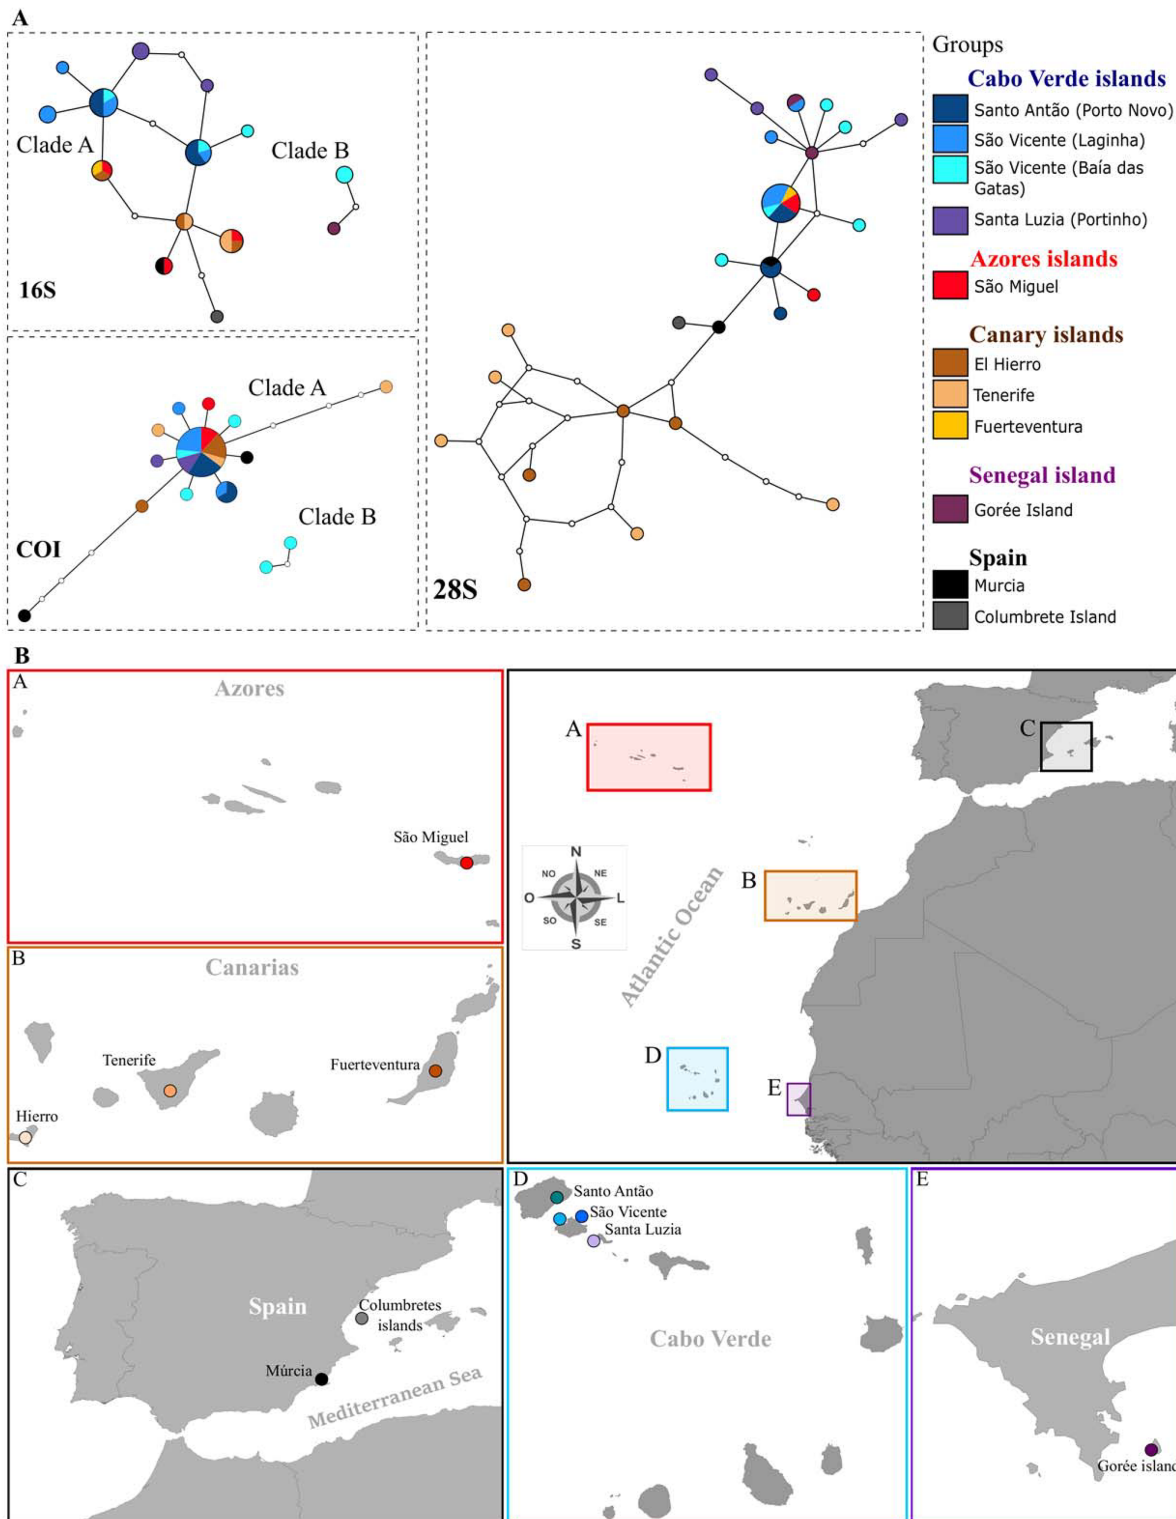 A
Clade A
Clade B
16S
Clade A
Clade B
COI
28S
Groups
Cabo Verde islands
Santo Antão (Porto Novo)
São Vicente (Laginha)
São Vicente (Baía das
Gatas)
Santa Luzia (Portinho)
Azores islands
São Miguel
Canary islands
El Hierro
Tenerife
Fuerteventura
Senegal island
Gorée Island
Spain
Murcia
Columbrete Island
B
A
Azores
São Miguel
B
Canarias
Tenerife
Fuerteventura
Hierro
A
C
B
D
E
N
NO
NE
O
L
SO
SE
S
Atlantic Ocean
C
Spain
Columbretes
islands
Múrcia
Mediterranean Sea
D
Santo Antão
São Vicente
Santa Luzia
Cabo Verde
E
Senegal
Gorée island